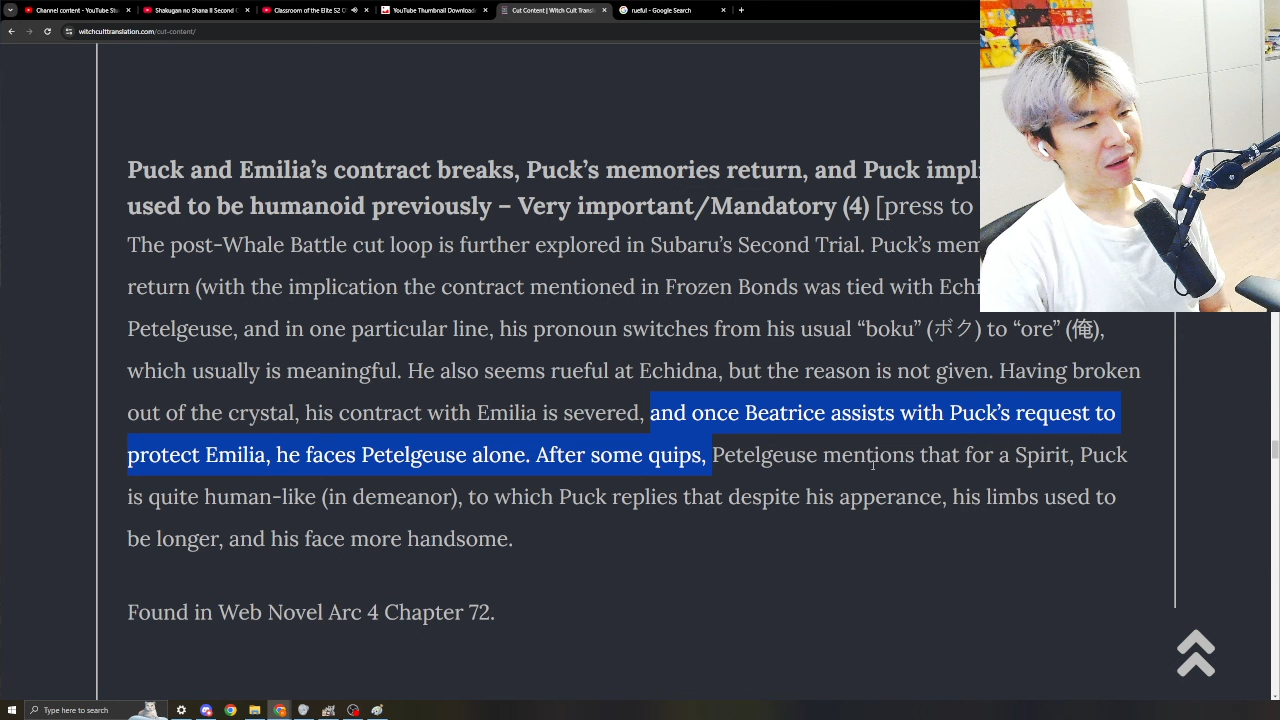 Channel content - YouTube Stu
Shakugan no Shana II Second
Classroom of the Elite S2
YouTube Thumbnail Download
Cut Content | Witch Cult Transl
rueful - Google Search
witchculttranslation.com/cut-content/
Puck and Emilia’s contract breaks, Puck’s memories return, and Puck impli
used to be humanoid previously – Very important/Mandatory (4) [press to
The post-Whale Battle cut loop is further explored in Subaru’s Second Trial. Puck’s mem
return (with the implication the contract mentioned in Frozen Bonds was tied with Echi
Petelgeuse, and in one particular line, his pronoun switches from his usual “boku” (ボク) to “ore” (俺),
which usually is meaningful. He also seems rueful at Echidna, but the reason is not given. Having broken
out of the crystal, his contract with Emilia is severed, and once Beatrice assists with Puck’s request to
protect Emilia, he faces Petelgeuse alone. After some quips, Petelgeuse mentions that for a Spirit, Puck
is quite human-like (in demeanor), to which Puck replies that despite his apperance, his limbs used to
be longer, and his face more handsome.
Found in Web Novel Arc 4 Chapter 72.
Type here to search